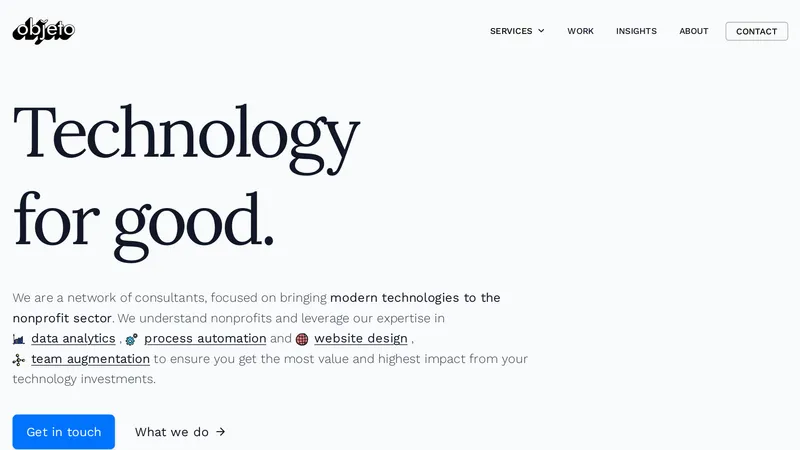 objeto
SERVICES
WORK
INSIGHTS
ABOUT
CONTACT
Technology
for good.
We are a network of consultants, focused on bringing modern technologies to the
nonprofit sector. We understand nonprofits and leverage our expertise in
data analytics , process automation and website design ,
team augmentation to ensure you get the most value and highest impact from your
technology investments.
Get in touch
What we do →